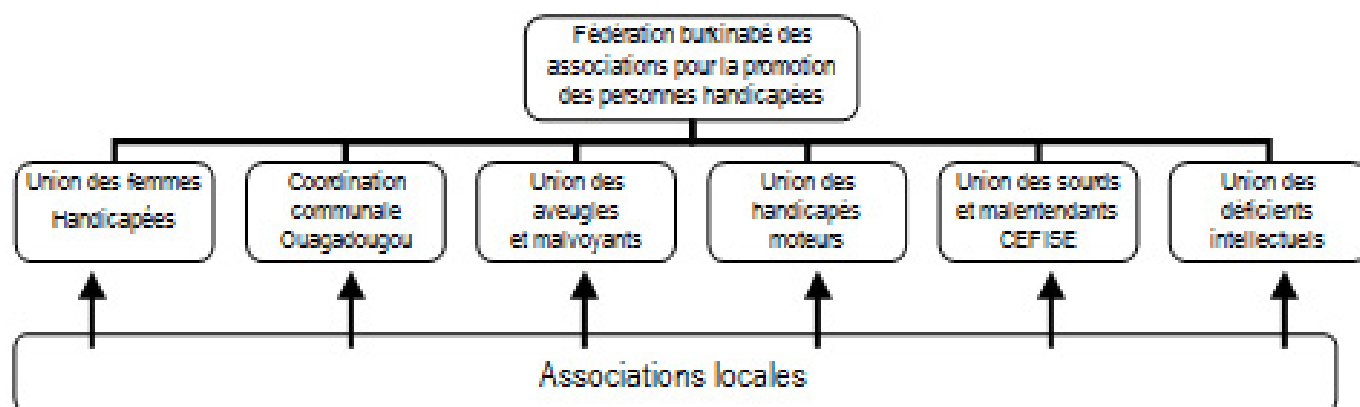 Fédération burkinabé des
associations pour la promotion
des personnes handicapées
Union des femmes
Handicapées
Coordination
communale
Ouagadougou
Union des
aveugles
et malvoyants
Union des
handicapés
moteurs
Union des sourds
et malentendants
CEFISE
Union des
déficients
intellectuels
Associations locales